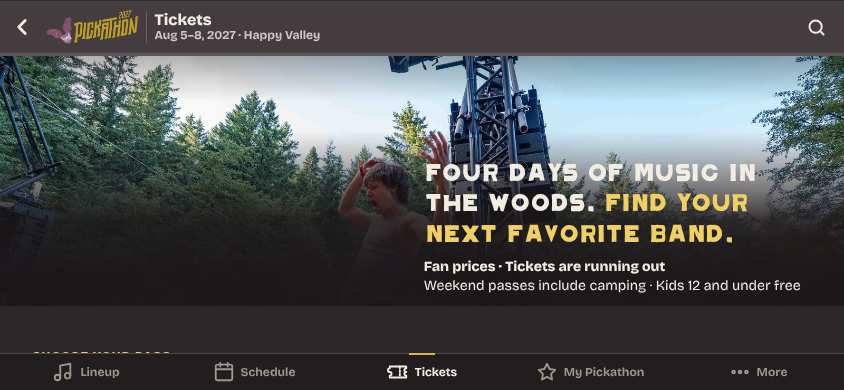 2027
PICKATHON
Tickets
Aug 5–8, 2027 · Happy Valley
FOUR DAYS OF MUSIC IN
THE WOODS. FIND YOUR
NEXT FAVORITE BAND.
Fan prices · Tickets are running out
Weekend passes include camping · Kids 12 and under free
Lineup
Schedule
Tickets
My Pickathon
More